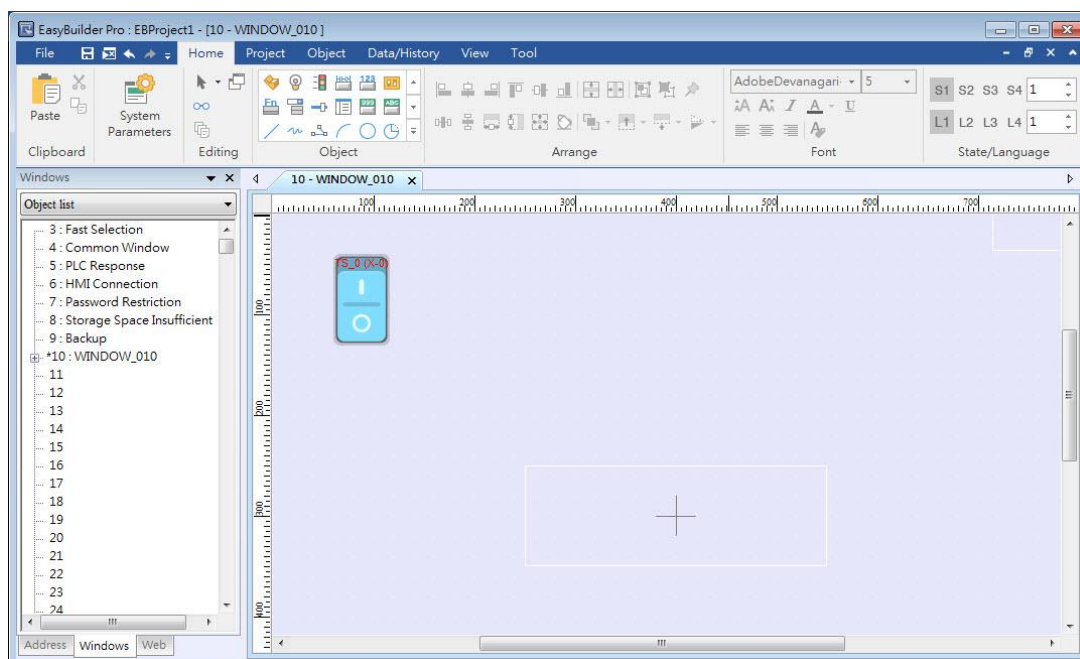 EasyBuilder Pro : EBProject1 - [10 - WINDOW_010 ]
File Home Project Object Data/History View Tool
Paste
System
Parameters
AdobeDevanagari- 5
S1 S2 S3 S4 1
L1 L2 L3 L4 1
Clipboard Editing Object Arrange Font State/Language
Windows
10 - WINDOW_010
Object list
100 200 300 400 500 600 700
3 : Fast Selection
4 : Common Window
5 : PLC Response
6 : HMI Connection
7 : Password Restriction
8 : Storage Space Insufficient
9 : Backup
*10 : WINDOW_010
11
12
13
14
15
16
17
18
19
20
21
22
23
24
TS_0 (X-0)
100
200
300
400
Address Windows Web